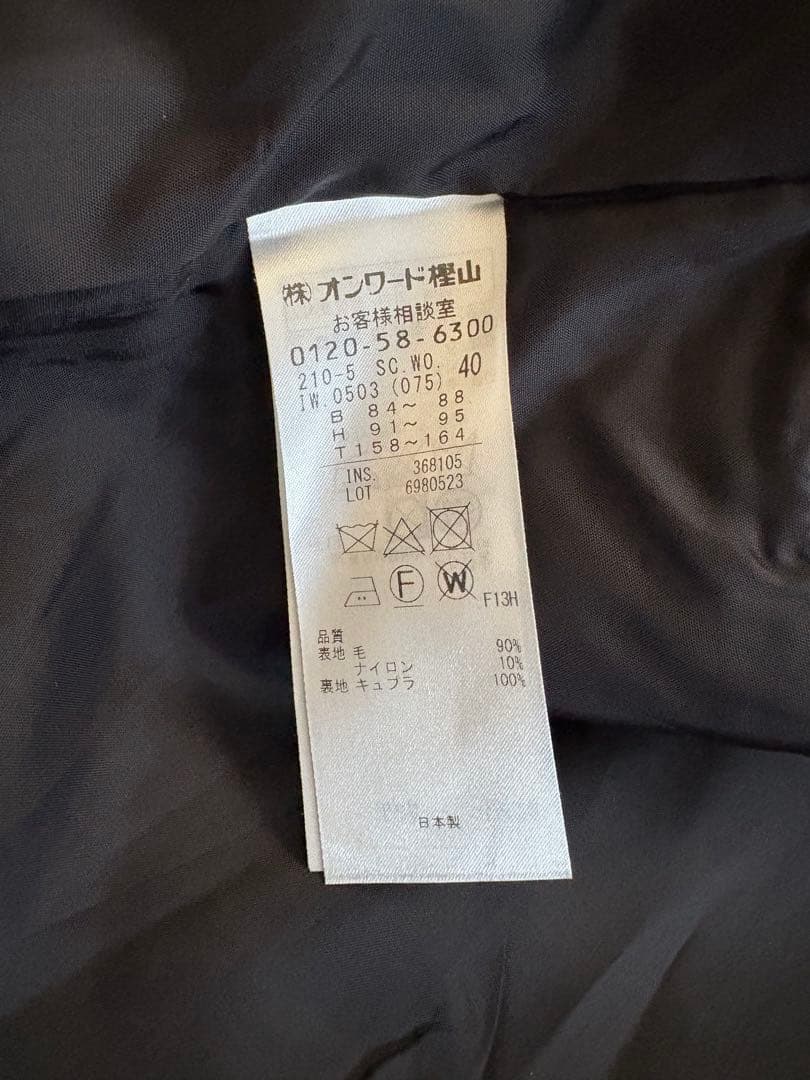 ㈱オンワード樫山
お客様相談室
0120-58-6300
210-5 SC.WO. 40
IW.0503 (075)
B 84～ 88
H 91～ 95
T158～164
INS. 368105
LOT 6980523
F W F13H
品質
表地 毛 90%
ナイロン 10%
裏地 キュプラ 100%
日本製